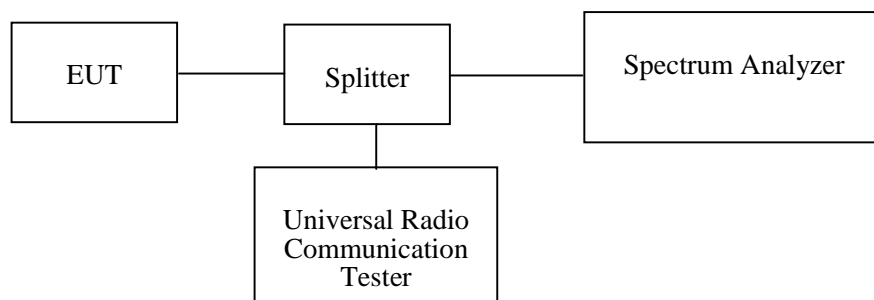 EUT
Splitter
Spectrum Analyzer
Universal Radio
Communication
Tester